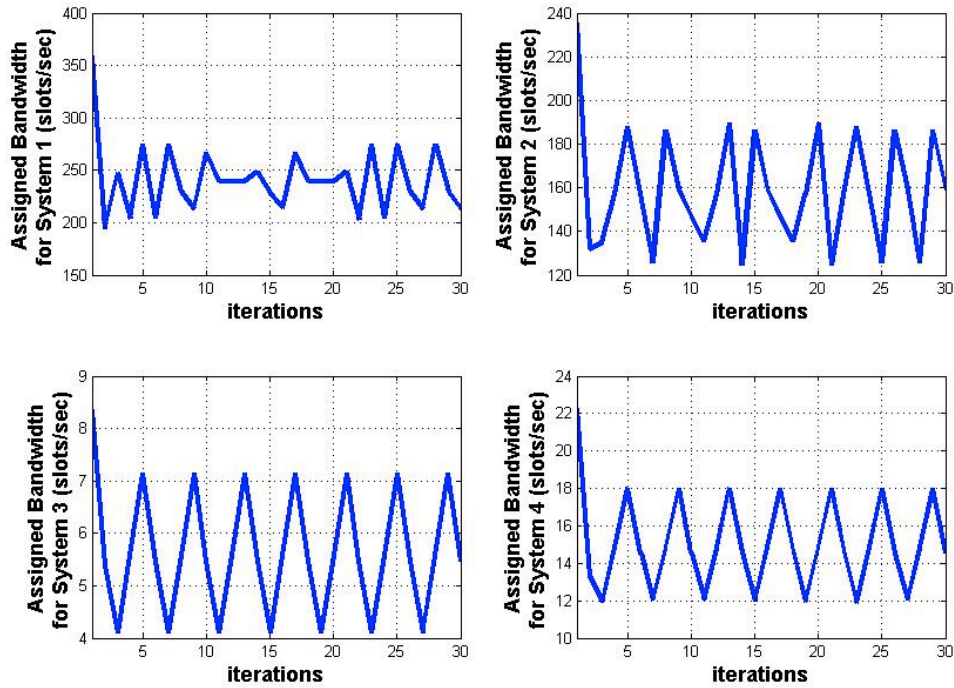 400
350
300
250
200
150
Assigned Bandwidth
for System 1 (slots/sec)
5 10 15 20 25 30
iterations
240
220
200
180
160
140
120
Assigned Bandwidth
for System 2 (slots/sec)
5 10 15 20 25 30
iterations
9
8
7
6
5
4
Assigned Bandwidth
for System 3 (slots/sec)
5 10 15 20 25 30
iterations
24
22
20
18
16
14
12
10
Assigned Bandwidth
for System 4 (slots/sec)
5 10 15 20 25 30
iterations